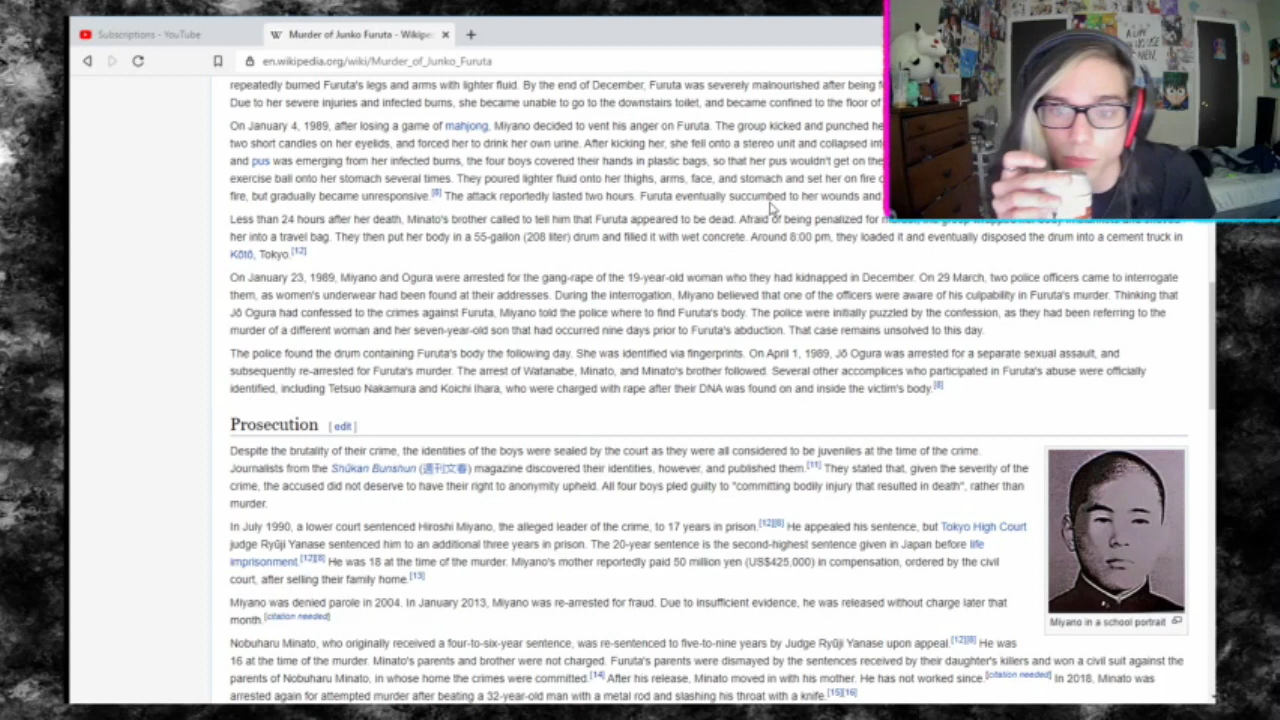 Subscriptions - YouTube
Murder of Junko Furuta - Wikipe
en.wikipedia.org/wiki/Murder_of_Junko_Furuta
repeatedly burned Furuta's legs and arms with lighter fluid. By the end of December, Furuta was severely malnourished after being
Due to her severe injuries and infected burns, she became unable to go to the downstairs toilet, and became confined to the floor of
On January 4, 1989, after losing a game of mahjong, Miyano decided to vent his anger on Furuta. The group kicked and punched
two short candles on her eyelids, and forced her to drink her own urine. After kicking her, she fell onto a stereo unit and collapsed
and pus was emerging from her infected burns, the four boys covered their hands in plastic bags, so that her pus wouldn't get on
exercise ball onto her stomach several times. They poured lighter fluid onto her thighs, arms, face, and stomach and set her on fire
fire, but gradually became unresponsive.[8] The attack reportedly lasted two hours. Furuta eventually succumbed to her wounds and
Less than 24 hours after her death, Minato's brother called to tell him that Furuta appeared to be dead. Afraid of being penalized for
her into a travel bag. They then put her body in a 55-gallon (208 liter) drum and filled it with wet concrete. Around 8:00 pm, they loaded it and eventually disposed the drum into a cement truck in
Kōtō, Tokyo.[12]
On January 23, 1989, Miyano and Ogura were arrested for the gang-rape of the 19-year-old woman who they had kidnapped in December. On 29 March, two police officers came to interrogate
them, as women's underwear had been found at their addresses. During the interrogation, Miyano believed that one of the officers were aware of his culpability in Furuta's murder. Thinking that
Jō Ogura had confessed to the crimes against Furuta, Miyano told the police where to find Furuta's body. The police were initially puzzled by the confession, as they had been referring to the
murder of a different woman and her seven-year-old son that had occurred nine days prior to Furuta's abduction. That case remains unsolved to this day.
The police found the drum containing Furuta's body the following day. She was identified via fingerprints. On April 1, 1989, Jō Ogura was arrested for a separate sexual assault, and
subsequently re-arrested for Furuta's murder. The arrest of Watanabe, Minato, and Minato's brother followed. Several other accomplices who participated in Furuta's abuse were officially
identified, including Tetsuo Nakamura and Koichi Ihara, who were charged with rape after their DNA was found on and inside the victim's body.[8]
Prosecution [ edit ]
Despite the brutality of their crime, the identities of the boys were sealed by the court as they were all considered to be juveniles at the time of the crime.
Journalists from the Shūkan Bunshun (週刊文春) magazine discovered their identities, however, and published them.[11] They stated that, given the severity of the
crime, the accused did not deserve to have their right to anonymity upheld. All four boys pled guilty to "committing bodily injury that resulted in death", rather than
murder.
In July 1990, a lower court sentenced Hiroshi Miyano, the alleged leader of the crime, to 17 years in prison.[12][8] He appealed his sentence, but Tokyo High Court
judge Ryūji Yanase sentenced him to an additional three years in prison. The 20-year sentence is the second-highest sentence given in Japan before life
imprisonment.[12][8] He was 18 at the time of the murder. Miyano's mother reportedly paid 50 million yen (US$425,000) in compensation, ordered by the civil
court, after selling their family home.[13]
Miyano was denied parole in 2004. In January 2013, Miyano was re-arrested for fraud. Due to insufficient evidence, he was released without charge later that
month.[citation needed]
Miyano in a school portrait
Nobuharu Minato, who originally received a four-to-six-year sentence, was re-sentenced to five-to-nine years by Judge Ryūji Yanase upon appeal.[12][8] He was
16 at the time of the murder. Minato's parents and brother were not charged. Furuta's parents were dismayed by the sentences received by their daughter's killers and won a civil suit against the
parents of Nobuharu Minato, in whose home the crimes were committed.[14] After his release, Minato moved in with his mother. He has not worked since.[citation needed] In 2018, Minato was
arrested again for attempted murder after beating a 32-year-old man with a metal rod and slashing his throat with a knife.[15][16]